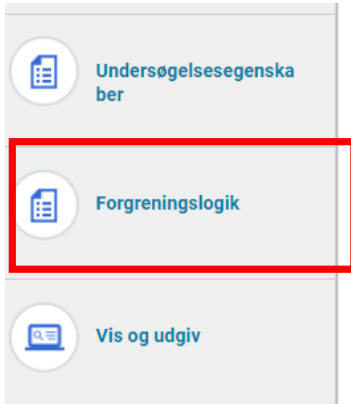 Undersøgelsesegenska
ber
Forgreningslogik
Vis og udgiv